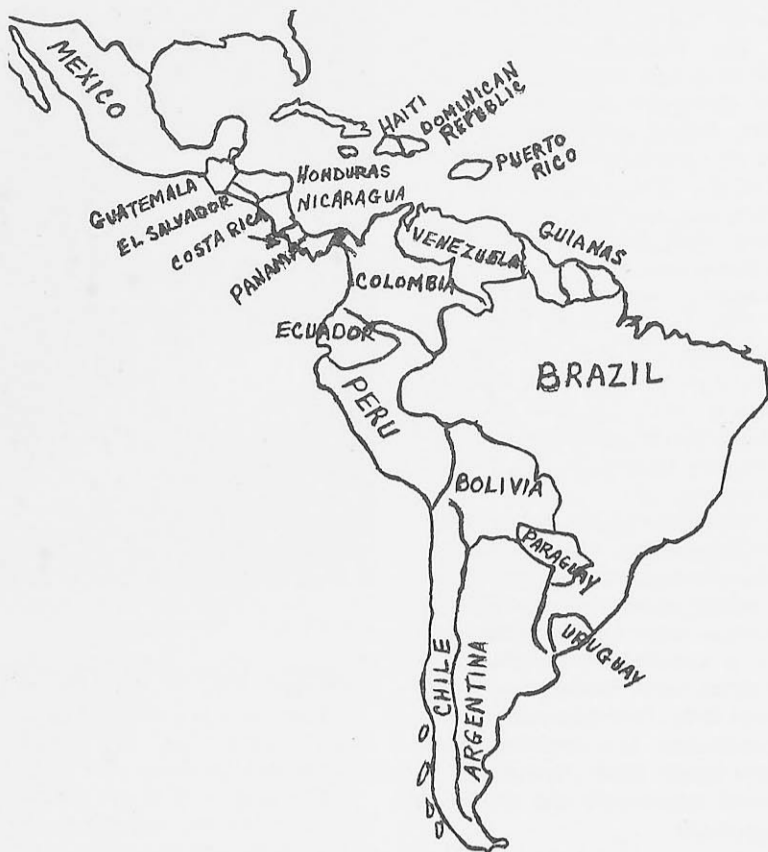 MEXICO
HAITI
DOMINICAN
REPUBLIC
PUERTO
RICO
HONDURAS
GUATEMALA
NICARAGUA
EL SALVADOR
COSTA RICA
PANAMA
VENEZUELA
GUIANAS
COLOMBIA
ECUADOR
BRAZIL
PERU
BOLIVIA
PARAGUAY
URUGUAY
CHILE
ARGENTINA